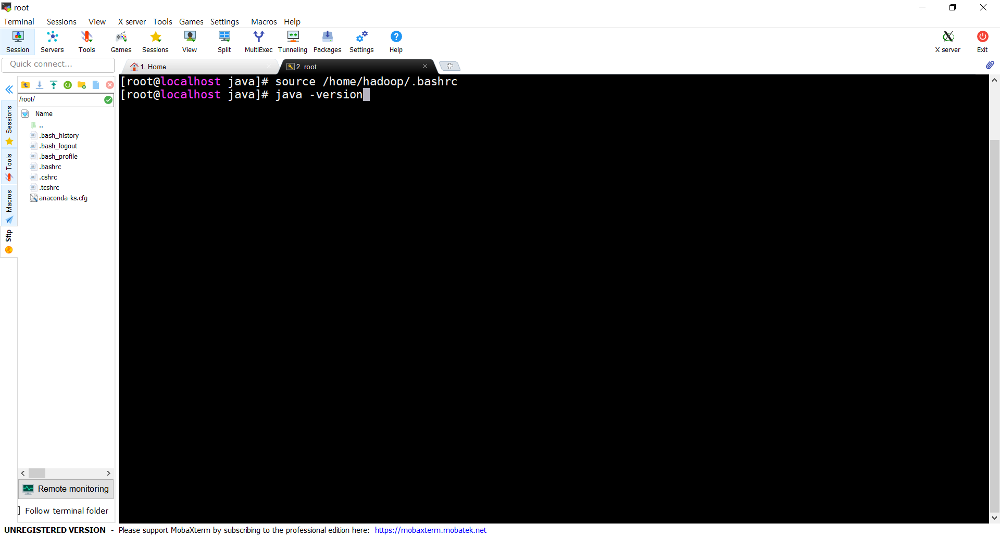 root
Terminal Sessions View X server Tools Games Settings Macros Help
Session Servers Tools Games Sessions View Split MultiExec Tunneling Packages Settings Help X server Exit
Quick connect...
1. Home
2. root
/root/
Name
..
.bash_history
.bash_logout
.bash_profile
.bashrc
.cshrc
.tcshrc
anaconda-ks.cfg
Sessions
Tools
Macros
Sftp
[root@localhost java]# source /home/hadoop/.bashrc
[root@localhost java]# java -version
Remote monitoring
Follow terminal folder
UNREGISTERED VERSION - Please support MobaXterm by subscribing to the professional edition here: https://mobaxterm.mobatek.net